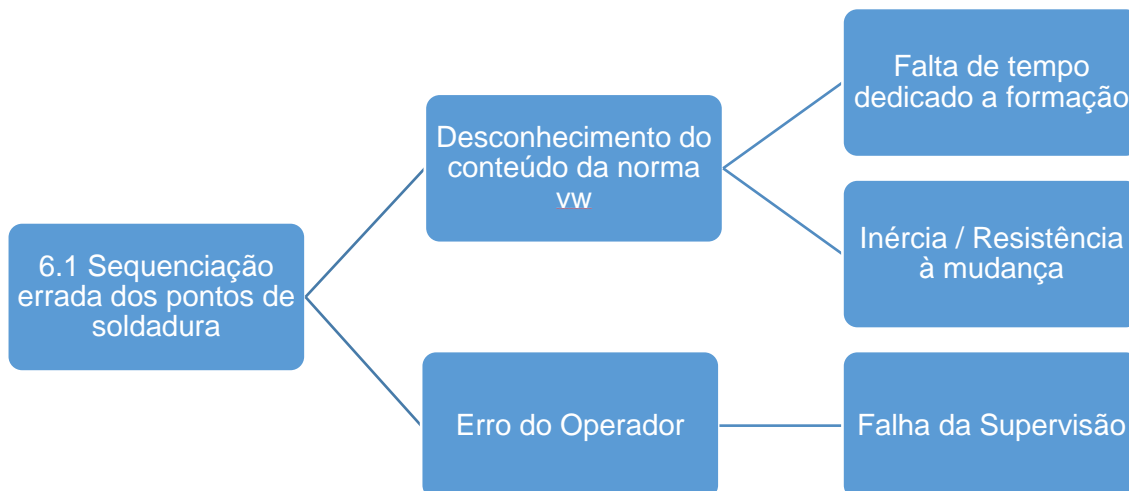 6.1 Sequenciação
errada dos pontos de
soldadura
Desconhecimento do
conteúdo da norma
vw
Erro do Operador
Falta de tempo
dedicado a formação
Inércia / Resistência
à mudança
Falha da Supervisão